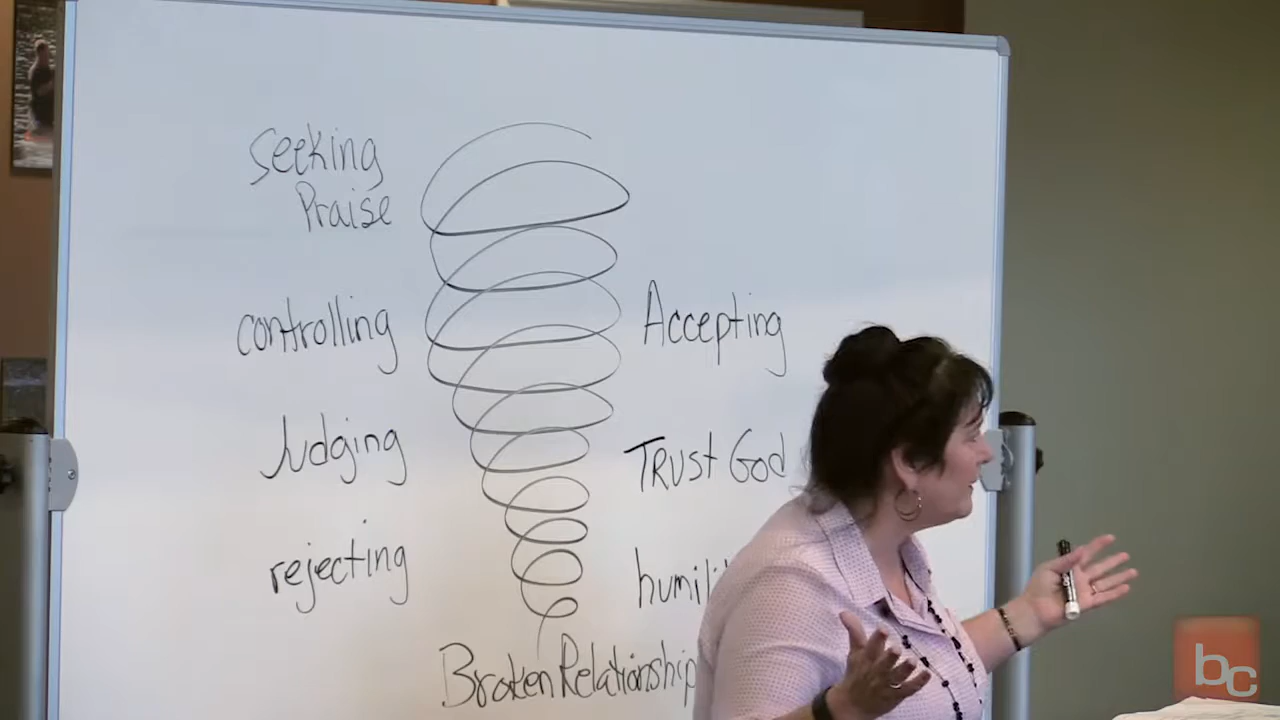 Seeking
Praise
controlling
Accepting
Judging
TRUST God
rejecting
Broken Relationship
bc